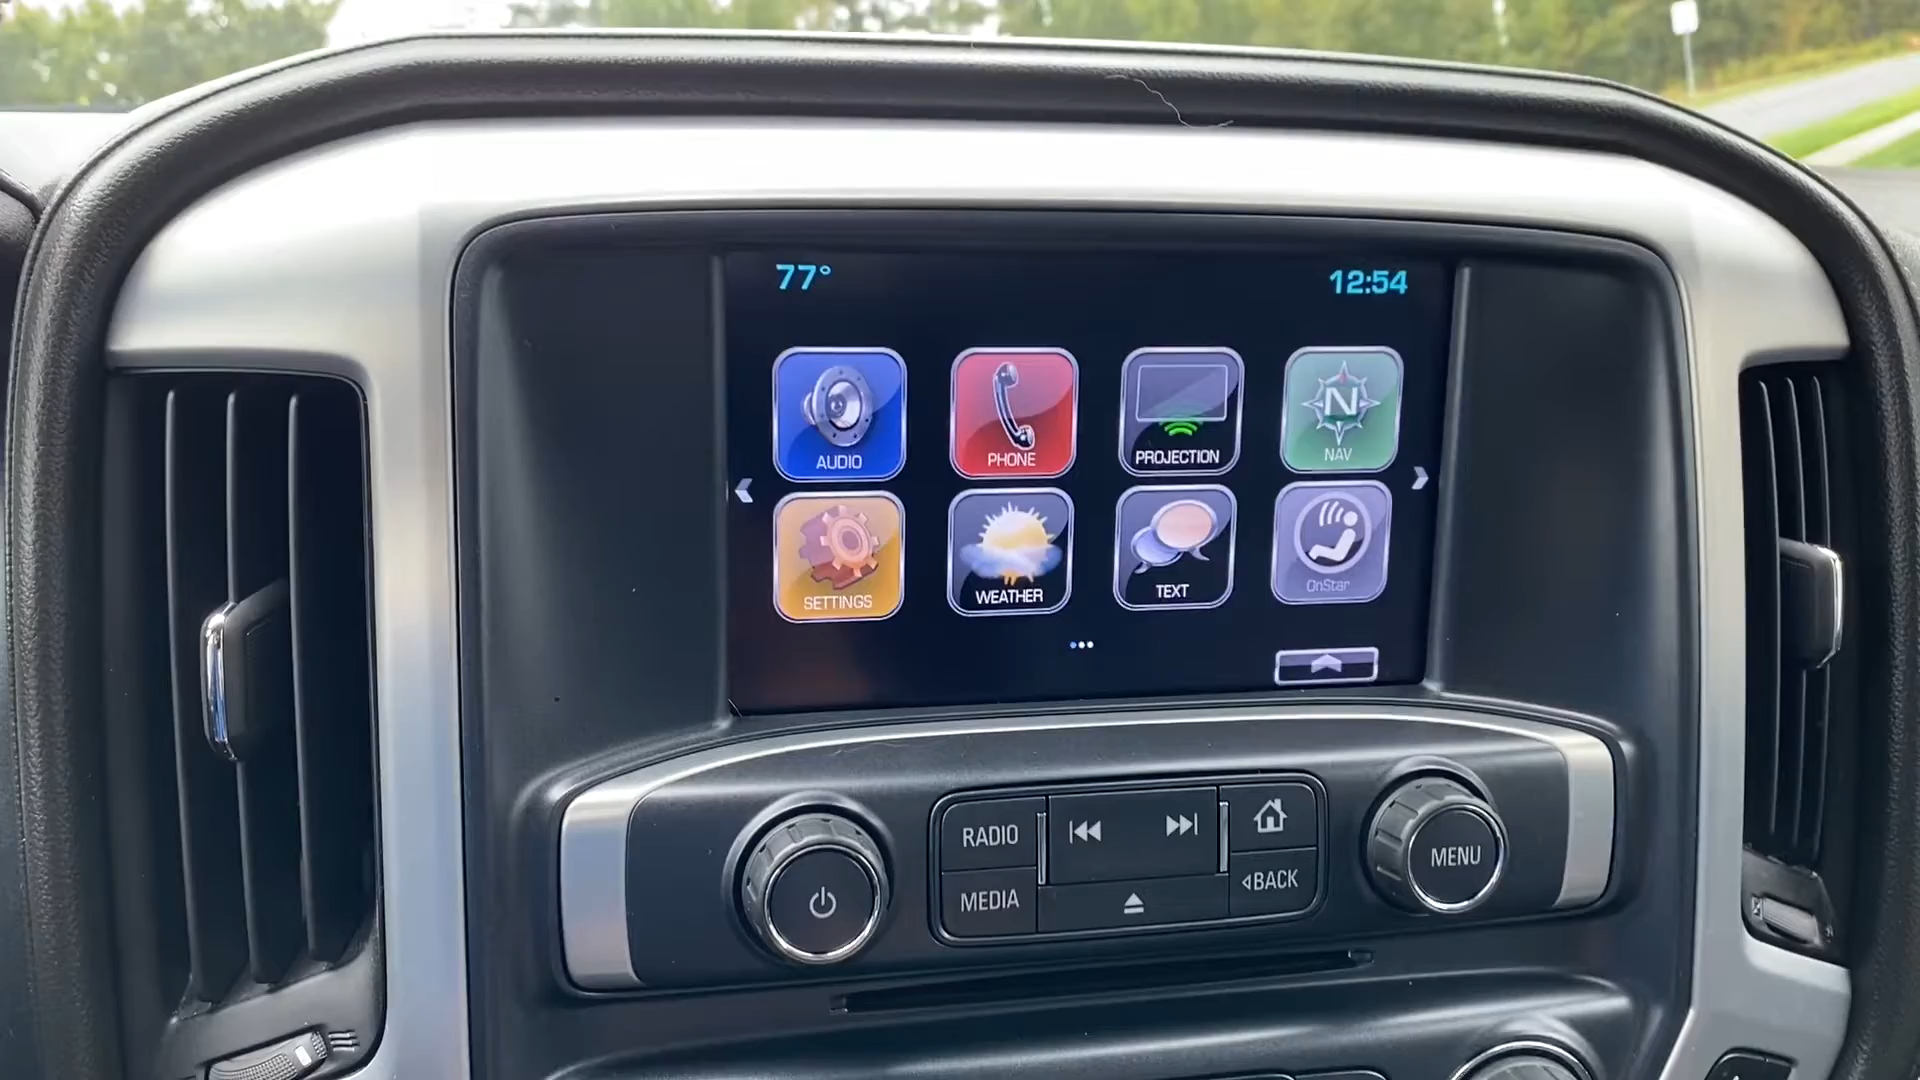 77° 12:54
AUDIO PHONE PROJECTION N NAV
SETTINGS WEATHER TEXT OnStar
RADIO
MEDIA BACK
MENU